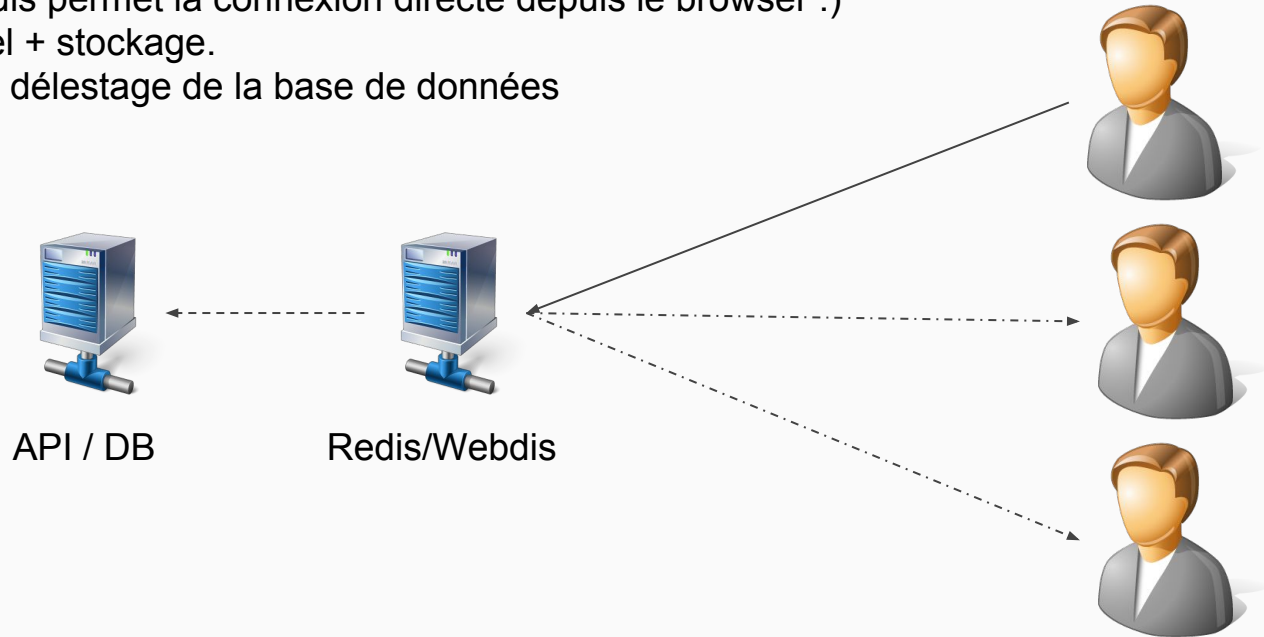 dis permet la connexion directe depuis le browser :)
el + stockage.
délestage de la base de données
API / DB
Redis/Webdis